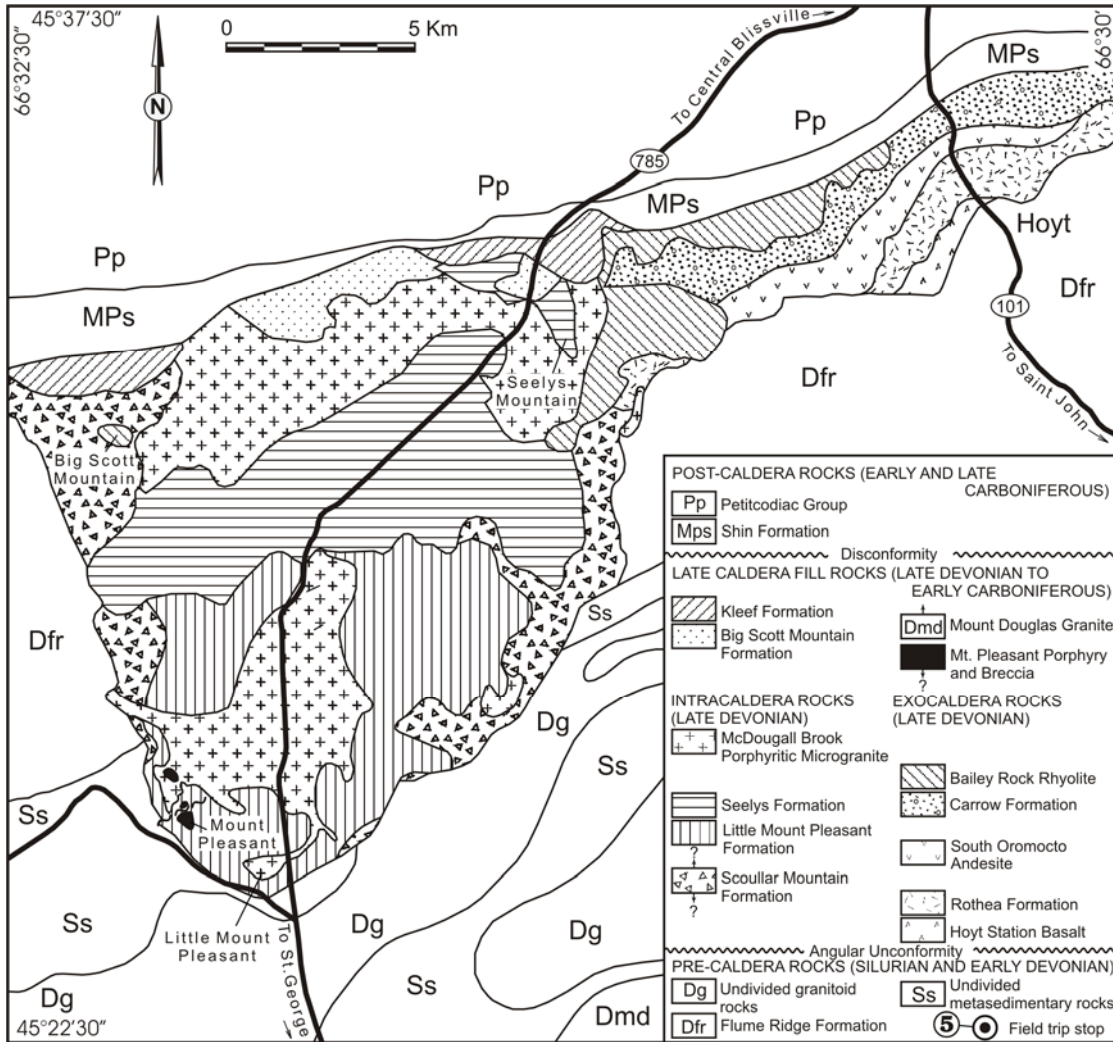 45°37'30"
66°32'30"
0 5 Km
N
To Central Blissville
66°30'
MPs
Pp
785
Pp
MPs
Hoyt
Pp
MPs
Dfr
101
To Saint John
Seelys
Mountain
Dfr
Big Scott
Mountain
Dfr
Ss
Dg
Ss
Ss
Mount
Pleasant
Ss
Dg
Dg
Little Mount
Pleasant
To St.George
Ss
Dg
Dmd
45°22'30"
POST-CALDERA ROCKS (EARLY AND LATE
CARBONIFEROUS)
Pp Petitcodiac Group
Mps Shin Formation
Disconformity
LATE CALDERA FILL ROCKS (LATE DEVONIAN TO
EARLY CARBONIFEROUS)
Kleef Formation
Big Scott Mountain
Formation
Dmd Mount Douglas Granite
Mt. Pleasant Porphyry
and Breccia
?
INTRACALDERA ROCKS
(LATE DEVONIAN)
McDougall Brook
Porphyritic Microgranite
Seelys Formation
Little Mount Pleasant
Formation
?
Scoullar Mountain
Formation
?
EXOCALDERA ROCKS
(LATE DEVONIAN)
Bailey Rock Rhyolite
Carrow Formation
South Oromocto
Andesite
Rothea Formation
Hoyt Station Basalt
Angular Unconformity
PRE-CALDERA ROCKS (SILURIAN AND EARLY DEVONIAN)
Dg Undivided granitoid
rocks
Dfr Flume Ridge Formation
Ss Undivided
metasedimentary rocks
5 Field trip stop